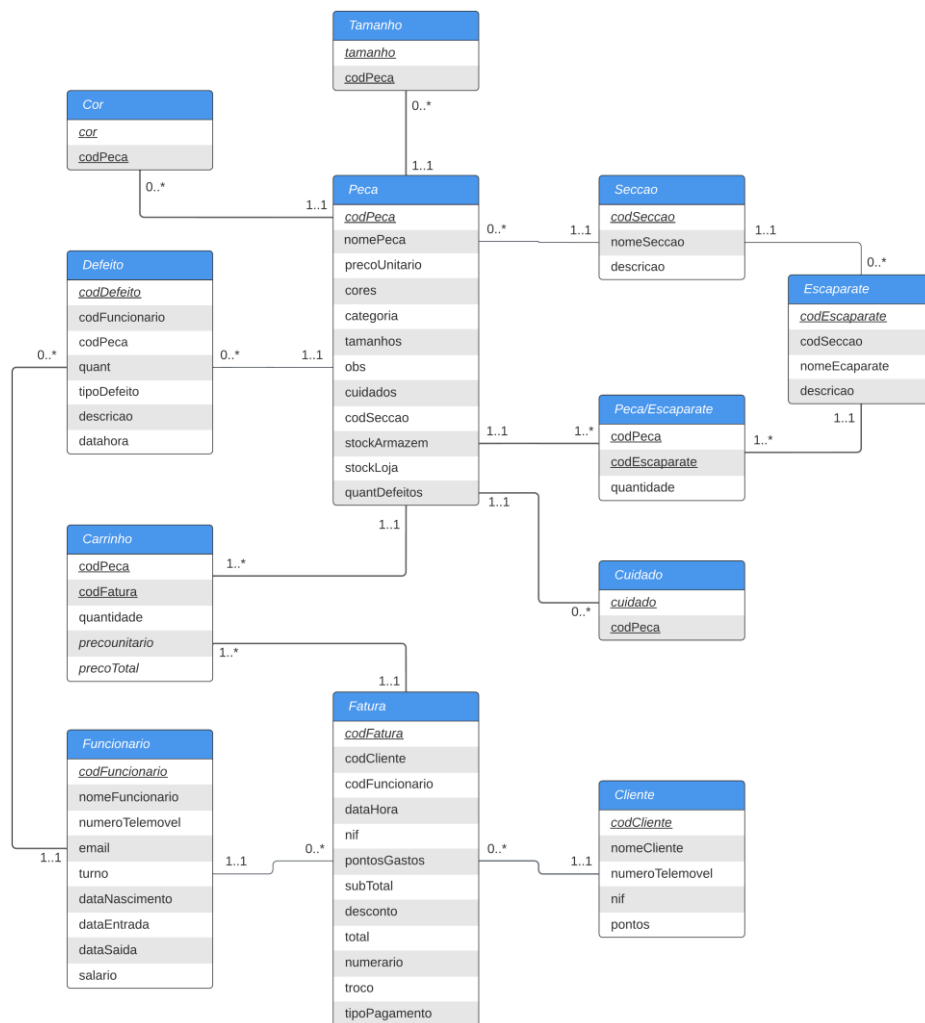 Tamanho
tamanho
codPeca
0..*
1..1
Cor
cor
codPeca
0..*
1..1
Peca
codPeca
nomePeca
precoUnitario
cores
categoria
tamanhos
obs
cuidados
codSeccao
stockArmazem
stockLoja
quantDefeitos
0..*
1..1
Seccao
codSeccao
nomeSeccao
descricao
1..1
0..*
Escaparate
codEscaparate
codSeccao
nomeEcaparate
descricao
1..1
1..*
Peca/Escaparate
codPeca
codEscaparate
quantidade
1..1
1..*
Defeito
codDefeito
codFuncionario
codPeca
quant
tipoDefeito
descricao
datahora
0..*
0..*
1..1
1..1
0..*
Cuidado
cuidado
codPeca
Carrinho
codPeca
codFatura
quantidade
precounitario
precoTotal
1..*
1..1
1..*
1..1
Funcionario
codFuncionario
nomeFuncionario
numeroTelemovel
email
turno
dataNascimento
dataEntrada
dataSaida
salario
1..1
1..1
0..*
Fatura
codFatura
codCliente
codFuncionario
dataHora
nif
pontosGastos
subTotal
desconto
total
numerario
troco
tipoPagamento
0..*
1..1
Cliente
codCliente
nomeCliente
numeroTelemovel
nif
pontos